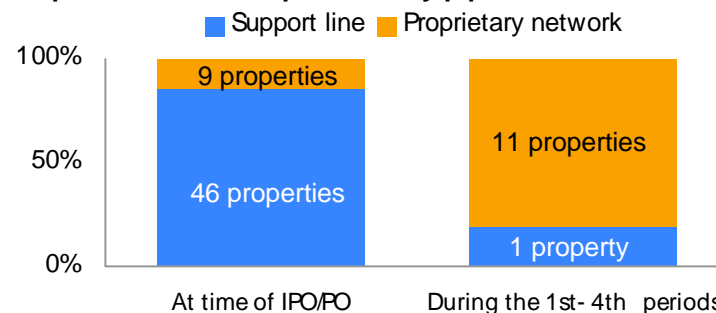 Support line Proprietary network
100%
9 properties
11 properties
50%
46 properties
1 property
0%
At time of IPO/PO During the 1st- 4th periods